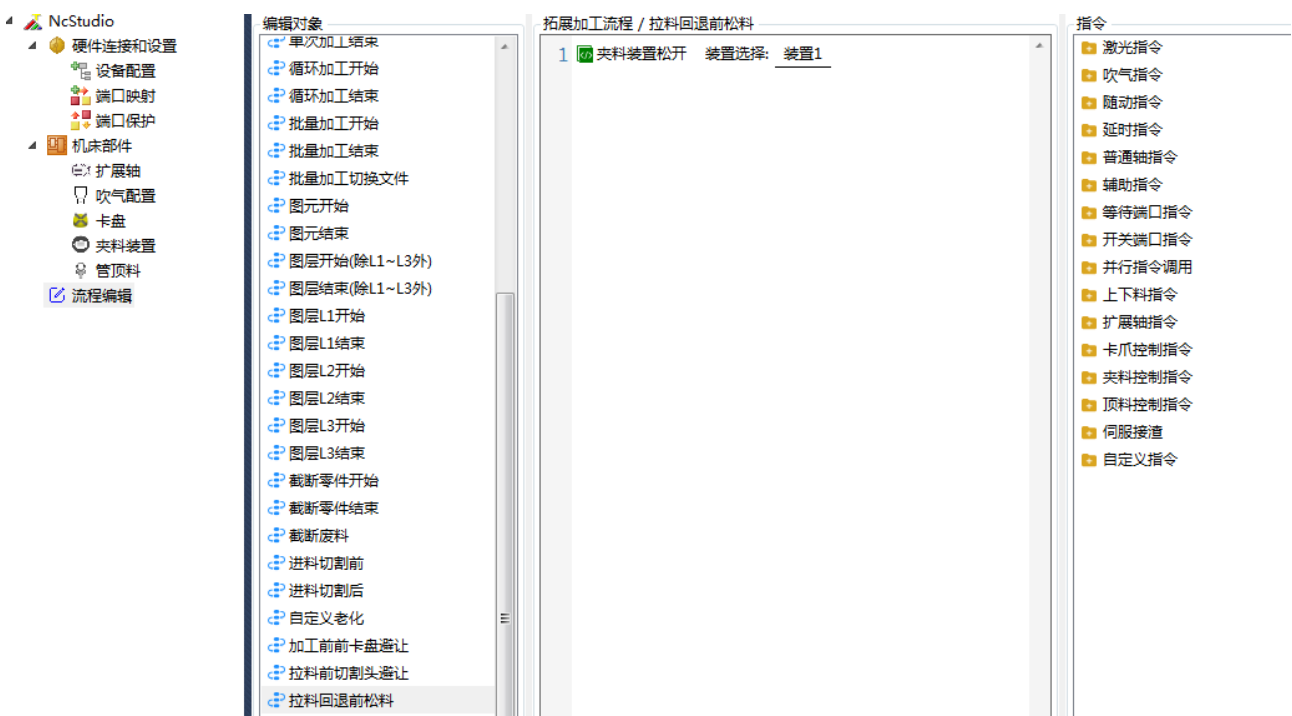 NcStudio
硬件连接和设置
设备配置
端口映射
端口保护
机床部件
扩展轴
吹气配置
卡盘
夹料装置
管顶料
流程编辑
编辑对象
单次加工结束
循环加工开始
循环加工结束
批量加工开始
批量加工结束
批量加工切换文件
图元开始
图元结束
图层开始(除L1~L3外)
图层结束(除L1~L3外)
图层L1开始
图层L1结束
图层L2开始
图层L2结束
图层L3开始
图层L3结束
截断零件开始
截断零件结束
截断废料
进料切割前
进料切割后
自定义老化
加工前前卡盘避让
拉料前切割头避让
拉料回退前松料
拓展加工流程 / 拉料回退前松料
1 夹料装置松开 装置选择: 装置1
指令
激光指令
吹气指令
随动指令
延时指令
普通轴指令
辅助指令
等待端口指令
开关端口指令
并行指令调用
上下料指令
扩展轴指令
卡爪控制指令
夹料控制指令
顶料控制指令
伺服接渣
自定义指令